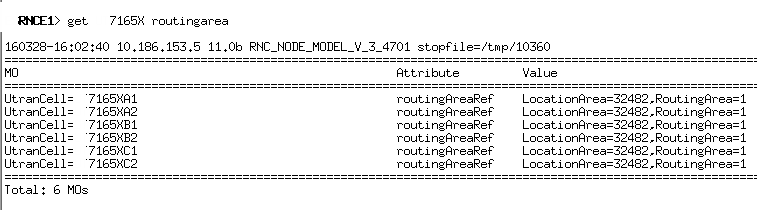 RNCE1> get 7165X routingarea
160328-16:02:40 10.186.153.5 11.0b RNC_NODE_MODEL_V_3_4701 stopfile=/tmp/10360
MO Attribute Value
UtranCell= 7165XA1 routingAreaRef LocationArea=32482,RoutingArea=1
UtranCell= 7165XA2 routingAreaRef LocationArea=32482,RoutingArea=1
UtranCell= 7165XB1 routingAreaRef LocationArea=32482,RoutingArea=1
UtranCell= 7165XB2 routingAreaRef LocationArea=32482,RoutingArea=1
UtranCell= 7165XC1 routingAreaRef LocationArea=32482,RoutingArea=1
UtranCell= 7165XC2 routingAreaRef LocationArea=32482,RoutingArea=1
Total: 6 MOs